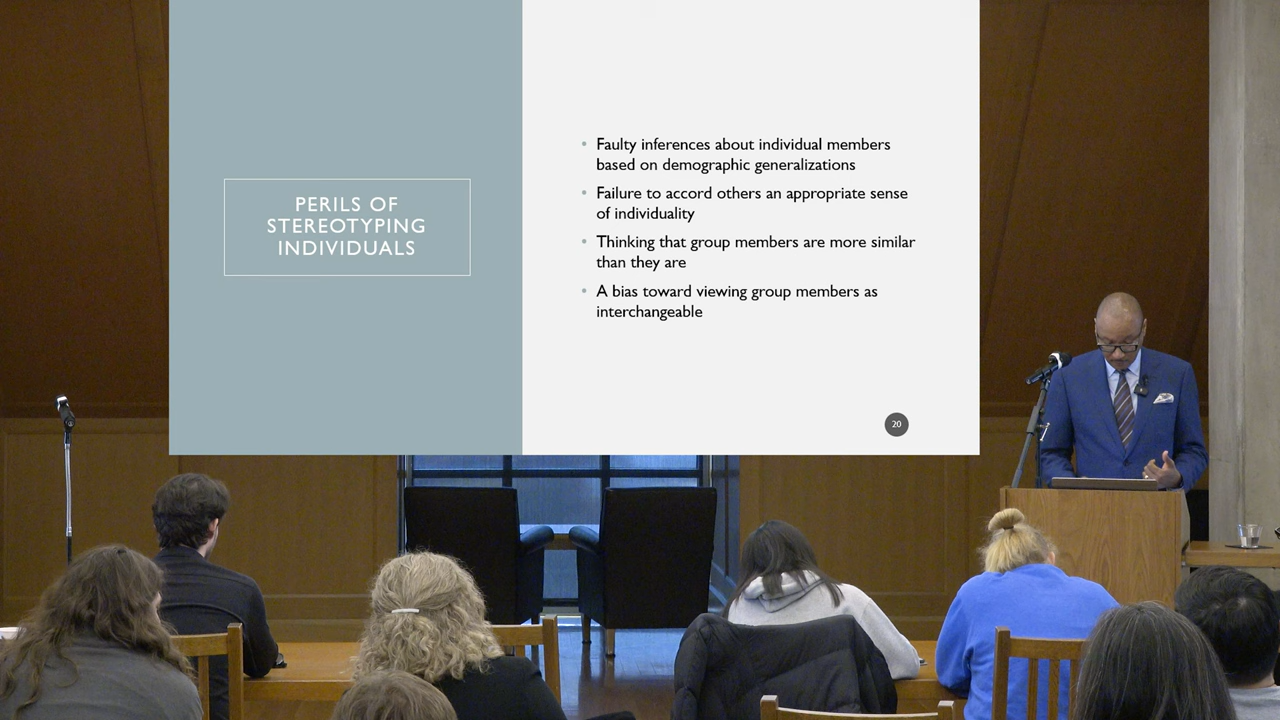 PERILS OF
STEREOTYPING
INDIVIDUALS
Faulty inferences about individual members
based on demographic generalizations
Failure to accord others an appropriate sense
of individuality
Thinking that group members are more similar
than they are
A bias toward viewing group members as
interchangeable
20